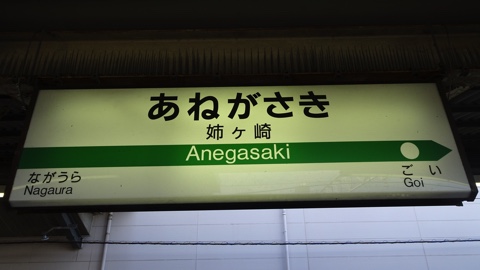 あねがさき
姉ヶ崎
Anegasaki
ながうら
Nagaura
ごい
Goi